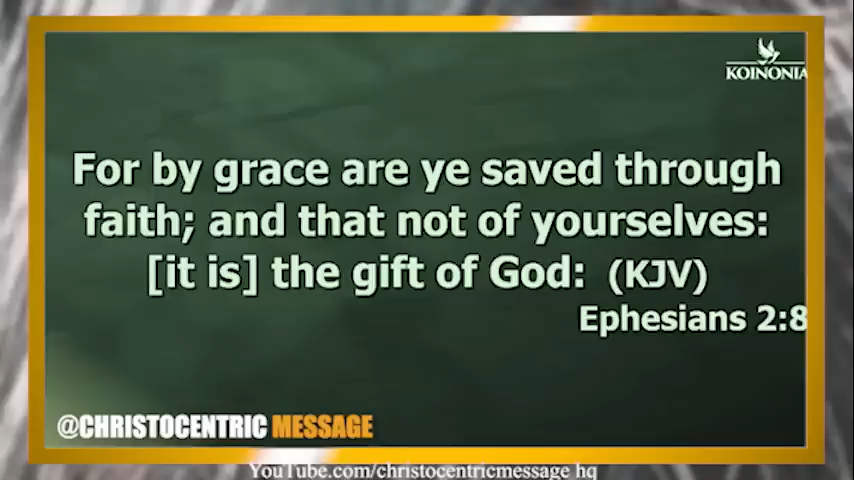 KOINONIA
For by grace are ye saved through
faith; and that not of yourselves:
[it is] the gift of God: (KJV)
Ephesians 2:8
@CHRISTOCENTRIC MESSAGE
YouTube.com/christocentricmessage hq